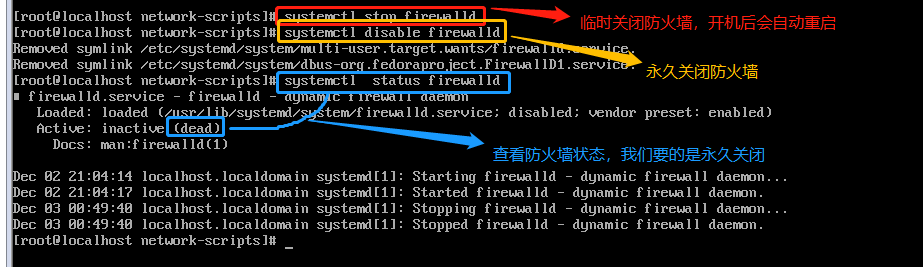 [root@localhost network-scripts]# systemctl stop firewalld
临时关闭防火墙，开机后会自动重启
[root@localhost network-scripts]# systemctl disable firewalld
Removed symlink /etc/systemd/system/multi-user.target.wants/firewalld.service.
Removed symlink /etc/systemd/system/dbus-org.fedoraproject.FirewallD1.service.
永久关闭防火墙
[root@localhost network-scripts]# systemctl  status firewalld
firewalld.service - firewalld - dynamic firewall daemon
Loaded: loaded (/usr/lib/systemd/system/firewalld.service; disabled; vendor preset: enabled)
Active: inactive (dead)
Docs: man:firewalld(1)
查看防火墙状态，我们要的是永久关闭
Dec 02 21:04:14 localhost.localdomain systemd[1]: Starting firewalld - dynamic firewall daemon...
Dec 02 21:04:17 localhost.localdomain systemd[1]: Started firewalld - dynamic firewall daemon.
Dec 03 00:49:40 localhost.localdomain systemd[1]: Stopping firewalld - dynamic firewall daemon...
Dec 03 00:49:40 localhost.localdomain systemd[1]: Stopped firewalld - dynamic firewall daemon.
[root@localhost network-scripts]# _